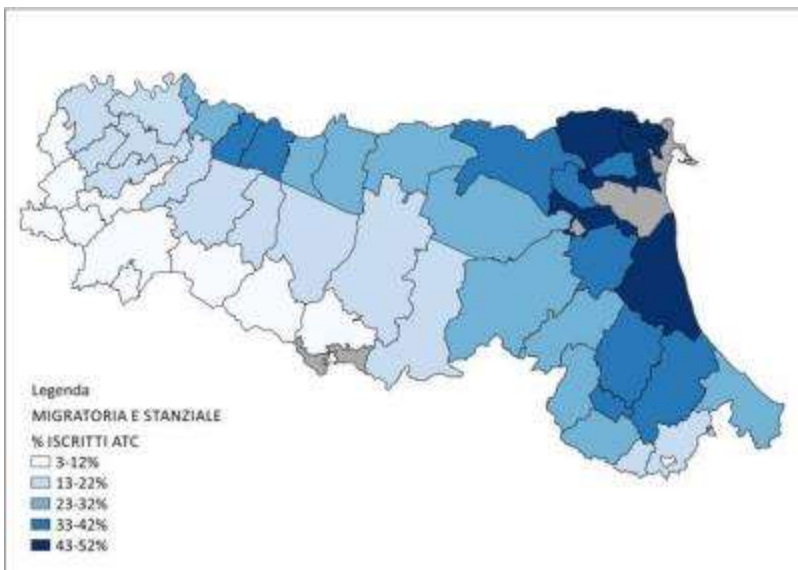 Legenda
MIGRATORIA E STANZIALE
% ISCRITTI ATC
3-12%
13-22%
23-32%
33-42%
43-52%